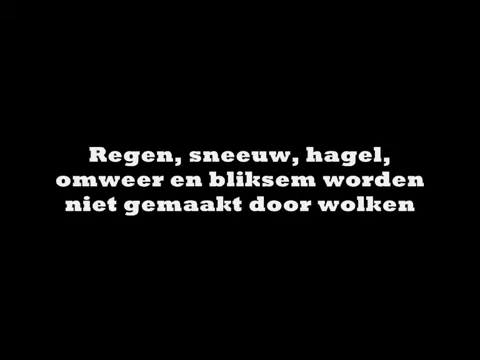 Regen, sneeuw, hagel,
omweer en bliksem worden
niet gemaakt door wolken